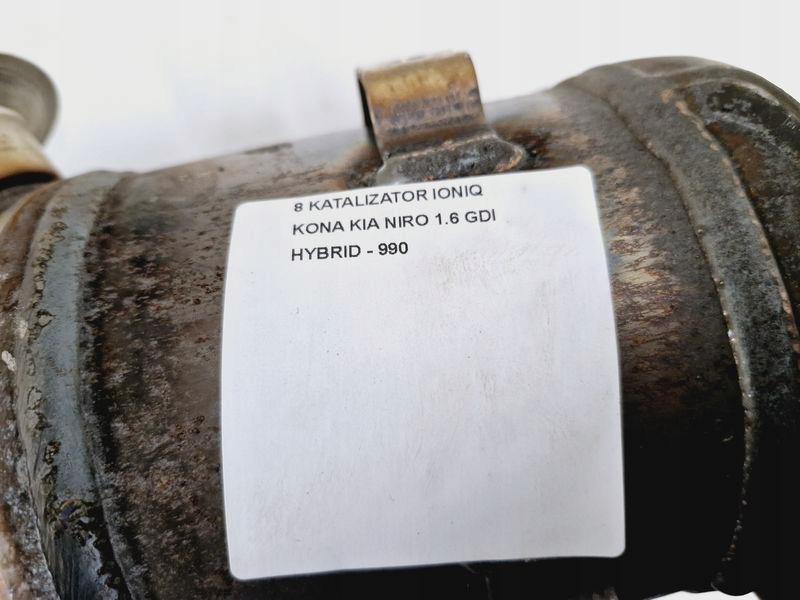 8 KATALIZATOR IONIQ
KONA KIA NIRO 1.6 GDI
HYBRID - 990